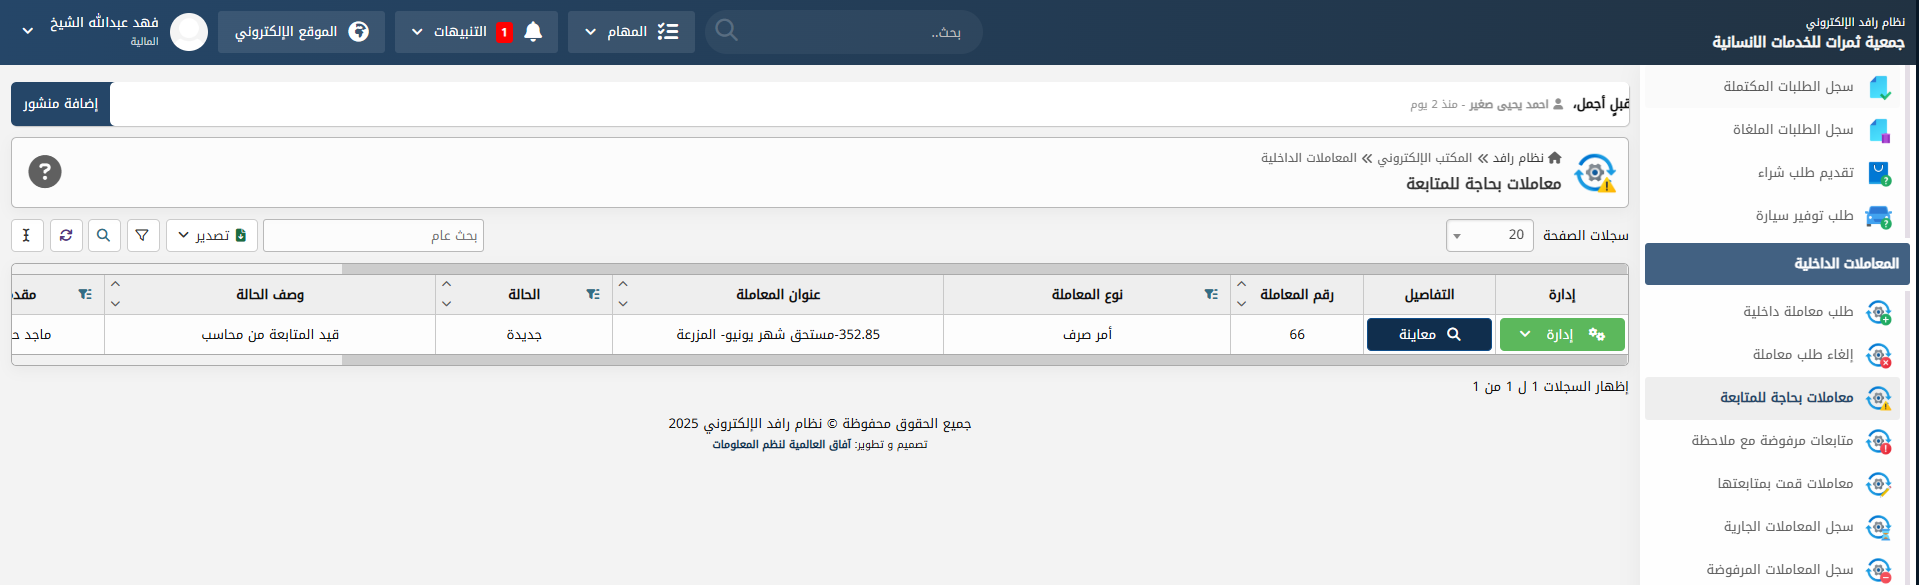 نظام رافد الإلكتروني
جمعية ثمرات للخدمات الانسانية
بحث..
المهام
التنبيهات
1
الموقع الإلكتروني
فهد عبدالله الشيخ
المالية
سجل الطلبات المكتملة
سجل الطلبات الملغاة
تقديم طلب شراء
طلب توفير سيارة
المعاملات الداخلية
طلب معاملة داخلية
إلغاء طلب معاملة
معاملات بحاجة للمتابعة
متابعات مرفوضة مع ملاحظة
معاملات قمت بمتابعتها
سجل المعاملات الجارية
سجل المعاملات المرفوضة
قبلٍ أجمل، احمد يحيى صغير - منذ 2 يوم
إضافة منشور
نظام رافد » المكتب الإلكتروني » المعاملات الداخلية
معاملات بحاجة للمتابعة
?
سجلات الصفحة 20
بحث عام
تصدير
إدارة التفاصيل رقم المعاملة نوع المعاملة عنوان المعاملة الحالة وصف الحالة مقد
إدارة معاينة 66 أمر صرف 352.85-مستحق شهر يونيو- المزرعة جديدة قيد المتابعة من محاسب ماجد ح
إظهار السجلات 1 ل 1 من 1
جميع الحقوق محفوظة © نظام رافد الإلكتروني 2025
تصميم و تطوير: آفاق العالمية لنظم المعلومات